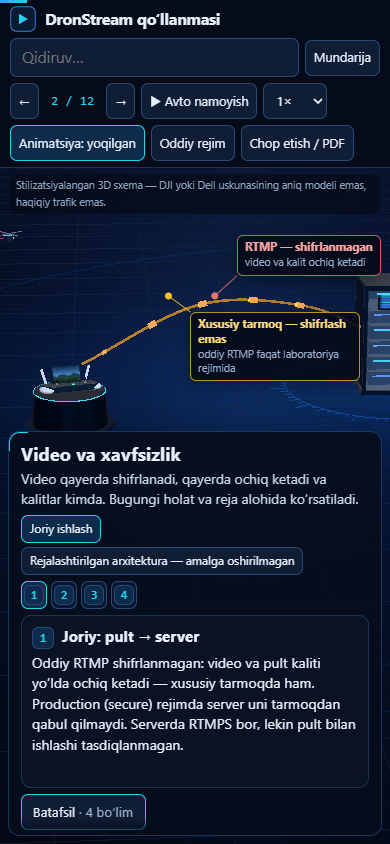 DronStream qo‘llanmasi
Qidiruv...
Mundarija
← 2 / 12 → ▶ Avto namoyish 1×
Animatsiya: yoqilgan Oddiy rejim Chop etish / PDF
Stilizatsiyalangan 3D sxema — DJI yoki Dell uskunasining aniq modeli emas,
haqiqiy trafik emas.
RTMP — shifrlanmagan
video va kalit ochiq ketadi
Xususiy tarmoq — shifrlash
emas
oddiy RTMP faqat laboratoriya
rejimida
Video va xavfsizlik
Video qayerda shifrlanadi, qayerda ochiq ketadi va
kalitlar kimda. Bugungi holat va reja alohida ko‘rsatiladi.
Joriy ishlash
Rejalashtirilgan arxitektura — amalga oshirilmagan
1 2 3 4
1 Joriy: pult → server
Oddiy RTMP shifrlanmagan: video va pult kaliti
yo‘lda ochiq ketadi — xususiy tarmoqda ham.
Production (secure) rejimda server uni tarmoqdan
qabul qilmaydi. Serverda RTMPS bor, lekin pult bilan
ishlashi tasdiqlanmagan.
Batafsil · 4 bo‘lim